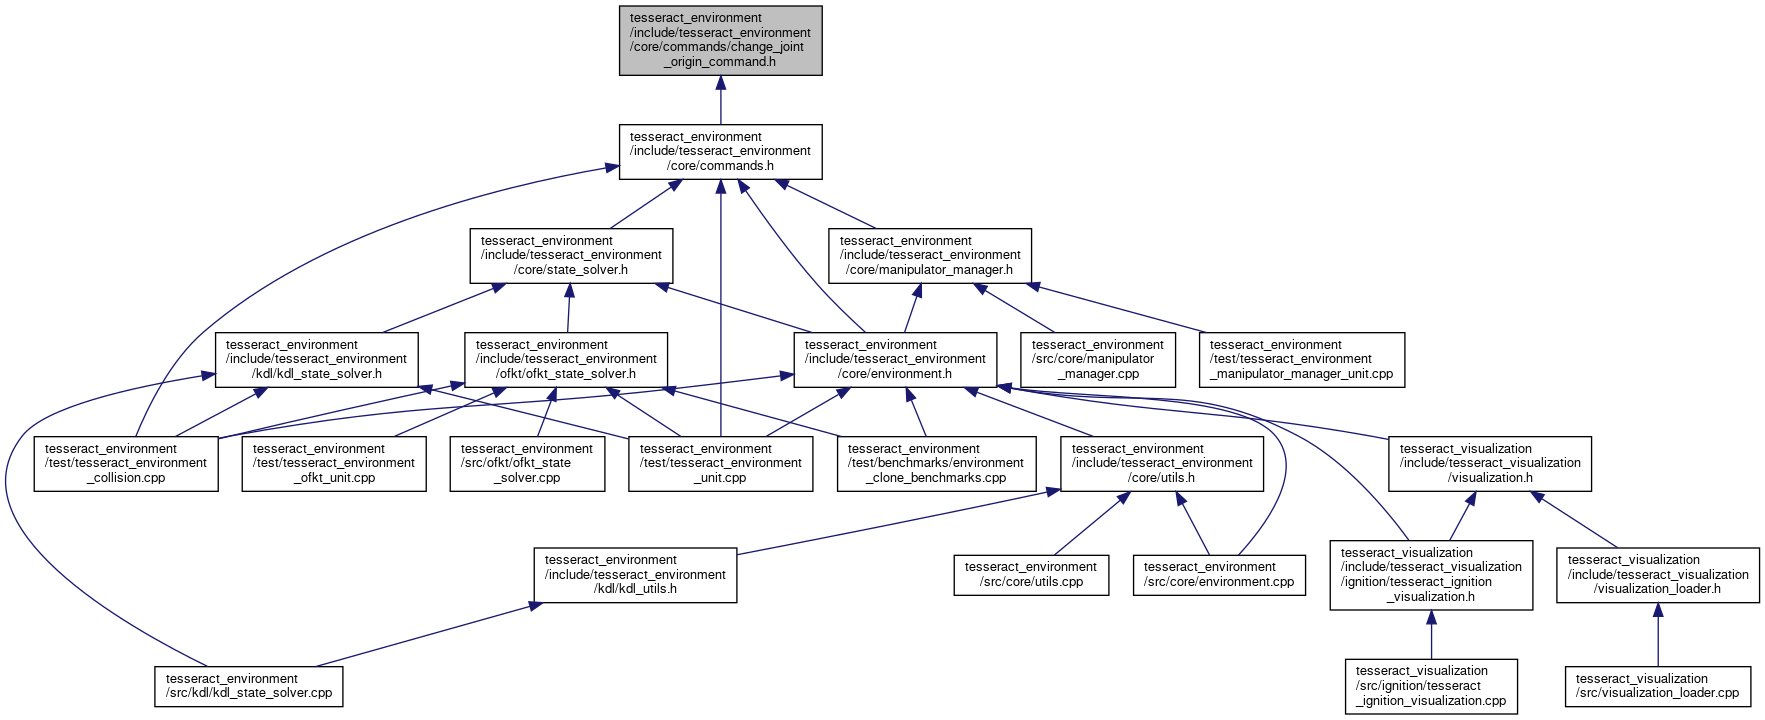 tesseract_environment
/include/tesseract_environment
/core/commands/change_joint
_origin_command.h
tesseract_environment
/include/tesseract_environment
/core/commands.h
tesseract_environment
/include/tesseract_environment
/core/state_solver.h
tesseract_environment
/include/tesseract_environment
/core/manipulator_manager.h
tesseract_environment
/include/tesseract_environment
/kdl/kdl_state_solver.h
tesseract_environment
/include/tesseract_environment
/ofkt/ofkt_state_solver.h
tesseract_environment
/include/tesseract_environment
/core/environment.h
tesseract_environment
/src/core/manipulator
_manager.cpp
tesseract_environment
/test/tesseract_environment
_manipulator_manager_unit.cpp
tesseract_environment
/test/tesseract_environment
_collision.cpp
tesseract_environment
/test/tesseract_environment
_ofkt_unit.cpp
tesseract_environment
/src/ofkt/ofkt_state
_solver.cpp
tesseract_environment
/test/tesseract_environment
_unit.cpp
tesseract_environment
/test/benchmarks/environment
_clone_benchmarks.cpp
tesseract_environment
/include/tesseract_environment
/core/utils.h
tesseract_visualization
/include/tesseract_visualization
/visualization.h
tesseract_environment
/include/tesseract_environment
/kdl/kdl_utils.h
tesseract_environment
/src/core/utils.cpp
tesseract_environment
/src/core/environment.cpp
tesseract_visualization
/include/tesseract_visualization
/ignition/tesseract_ignition
_visualization.h
tesseract_visualization
/include/tesseract_visualization
/visualization_loader.h
tesseract_environment
/src/kdl/kdl_state_solver.cpp
tesseract_visualization
/src/ignition/tesseract
_ignition_visualization.cpp
tesseract_visualization
/src/visualization_loader.cpp